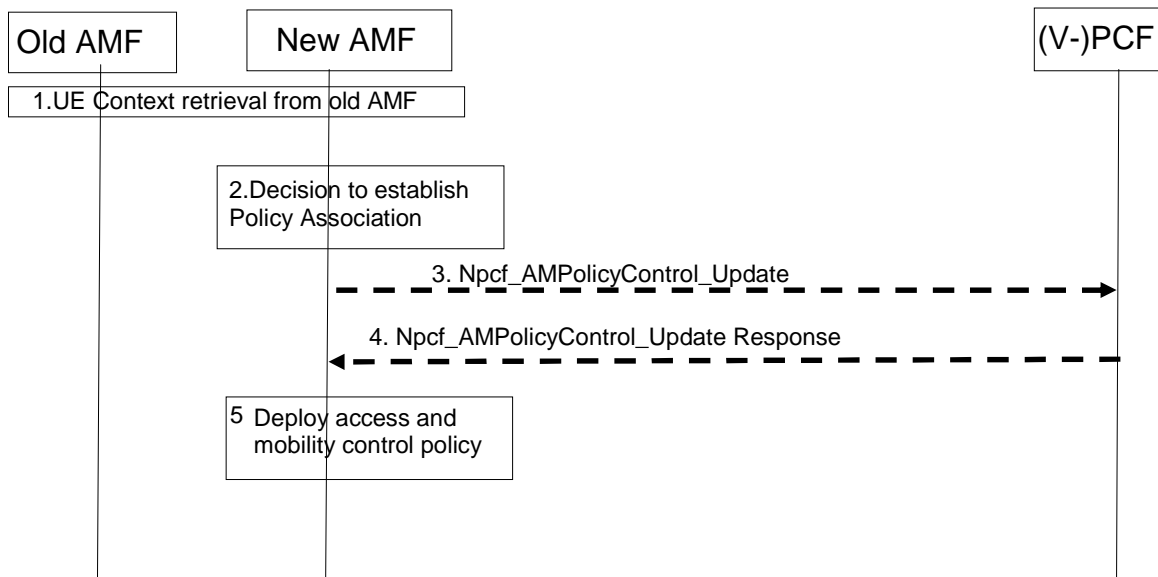 Old AMF
New AMF
(V-)PCF
1.UE Context retrieval from old AMF
2.Decision to establish
Policy Association
3. Npcf_AMPolicyControl_Update
4. Npcf_AMPolicyControl_Update Response
5 Deploy access and
mobility control policy